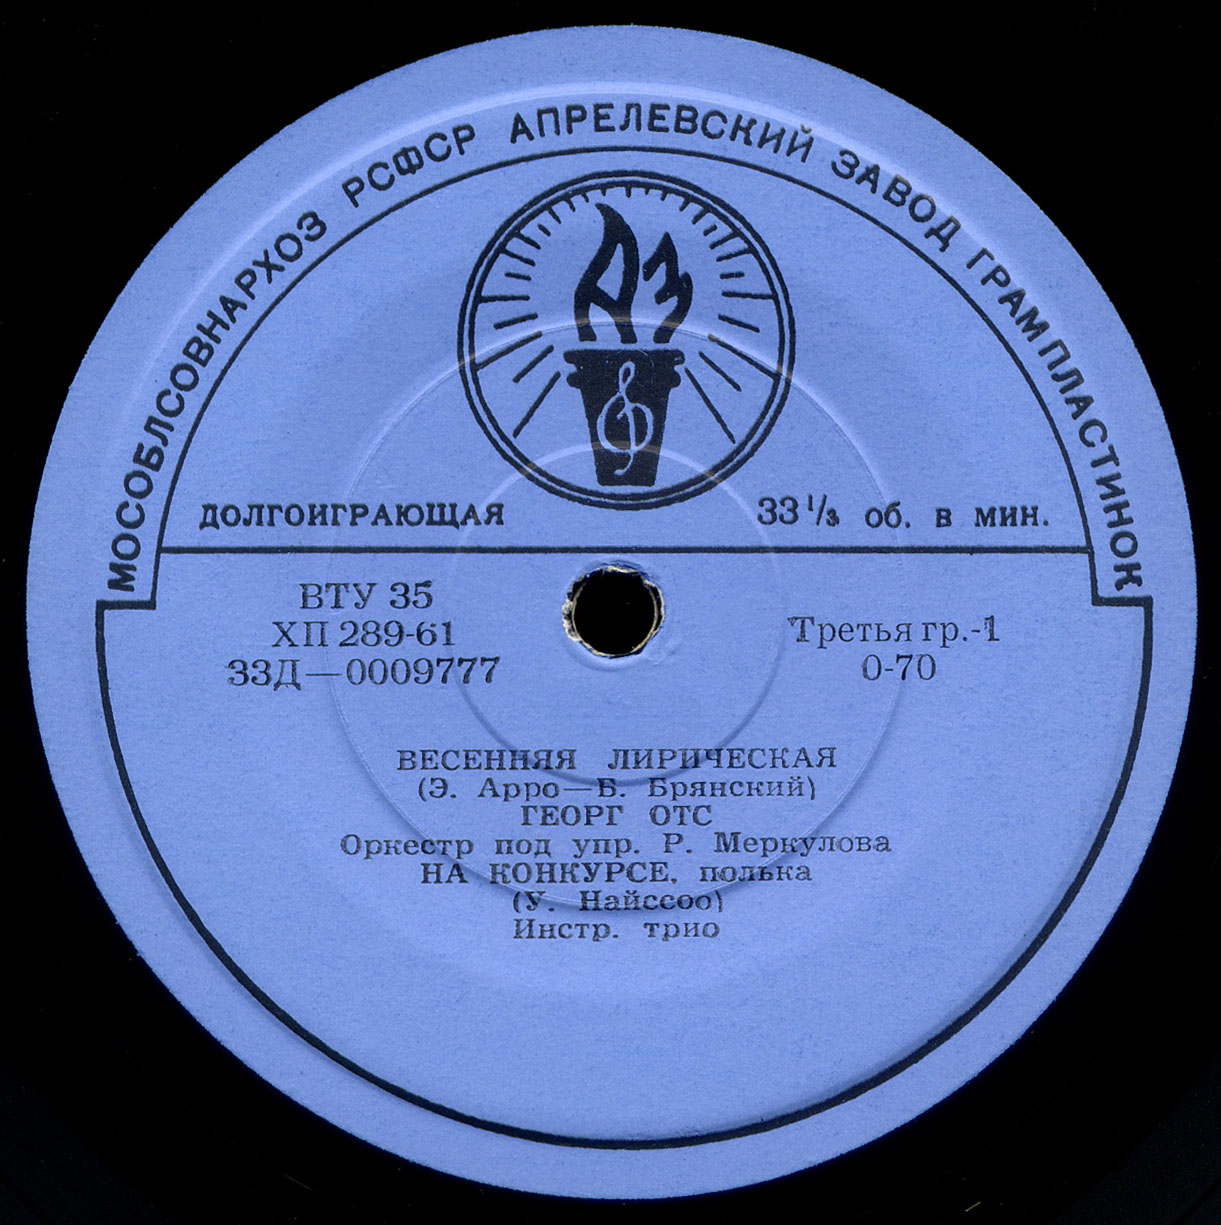 МОСОБЛСОВНАРХОЗ РСФСР АПРЕЛЕВСКИЙ ЗАВОД ГРАМПЛАСТИНОК
АЗ
ДОЛГОИГРАЮЩАЯ
33 1/3 об. в мин.
ВТУ 35
ХП 289-61
33Д—0009777
Третья гр.-1
0-70
ВЕСЕННЯЯ ЛИРИЧЕСКАЯ
(Э. Арро—Б. Брянский)
ГЕОРГ ОТС
Оркестр под упр. Р. Меркулова
НА КОНКУРСЕ, полька
(У. Найссоо)
Инстр. трио